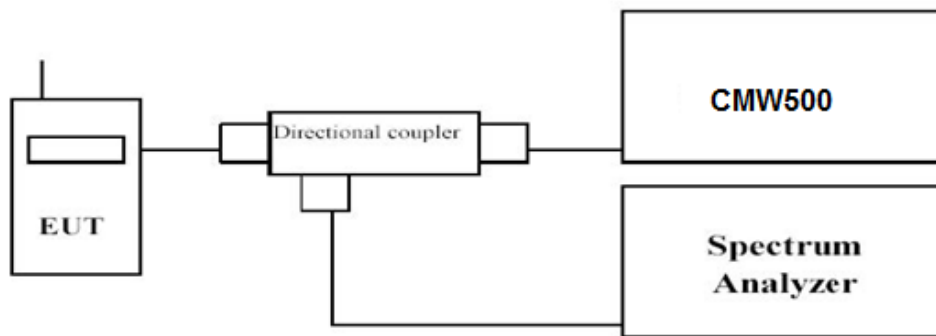 CMW500
Directional coupler
EUT
Spectrum
Analyzer